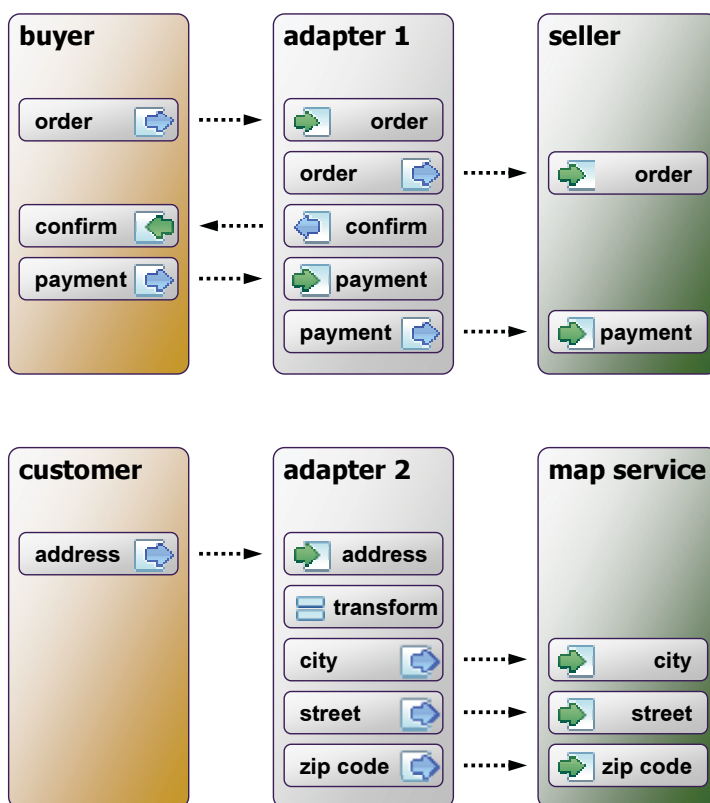 buyer
adapter 1
seller
order
order
order
order
confirm
confirm
payment
payment
payment
payment
customer
adapter 2
map service
address
address
transform
city
city
street
street
zip code
zip code